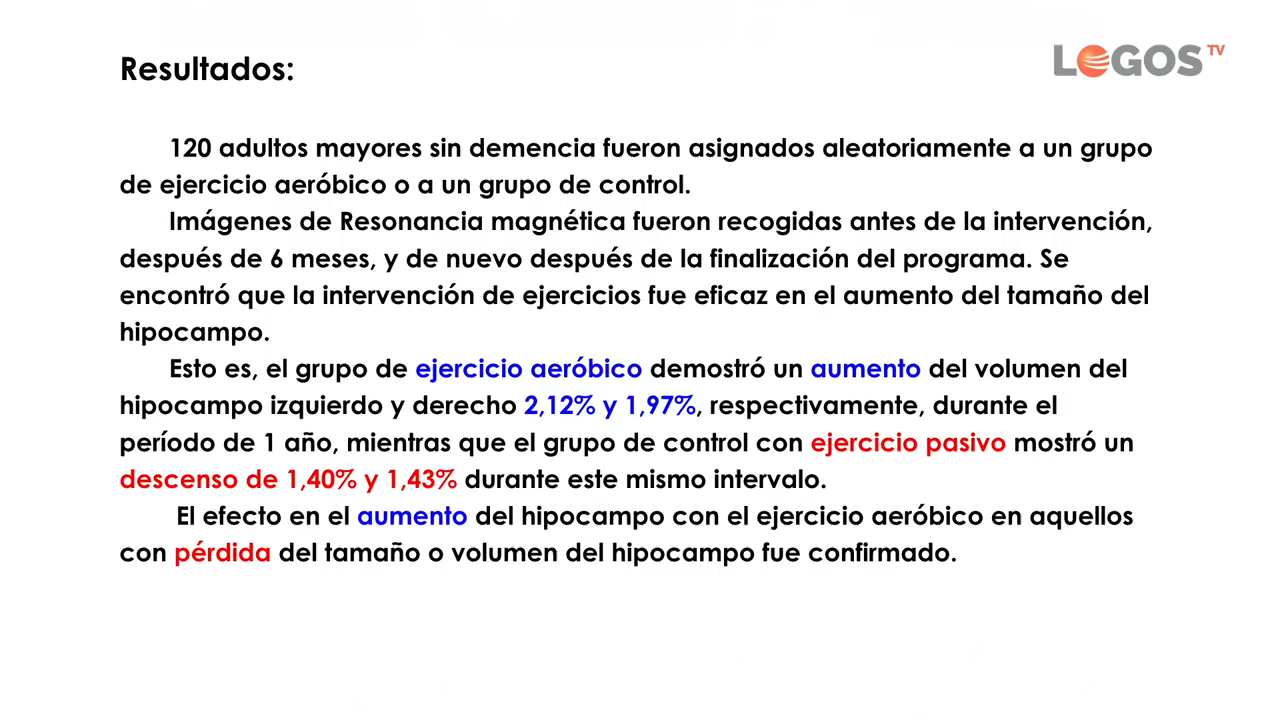 Resultados:
LOGOS TV
120 adultos mayores sin demencia fueron asignados aleatoriamente a un grupo
de ejercicio aeróbico o a un grupo de control.
Imágenes de Resonancia magnética fueron recogidas antes de la intervención,
después de 6 meses, y de nuevo después de la finalización del programa. Se
encontró que la intervención de ejercicios fue eficaz en el aumento del tamaño del
hipocampo.
Esto es, el grupo de ejercicio aeróbico demostró un aumento del volumen del
hipocampo izquierdo y derecho 2,12% y 1,97%, respectivamente, durante el
período de 1 año, mientras que el grupo de control con ejercicio pasivo mostró un
descenso de 1,40% y 1,43% durante este mismo intervalo.
El efecto en el aumento del hipocampo con el ejercicio aeróbico en aquellos
con pérdida del tamaño o volumen del hipocampo fue confirmado.